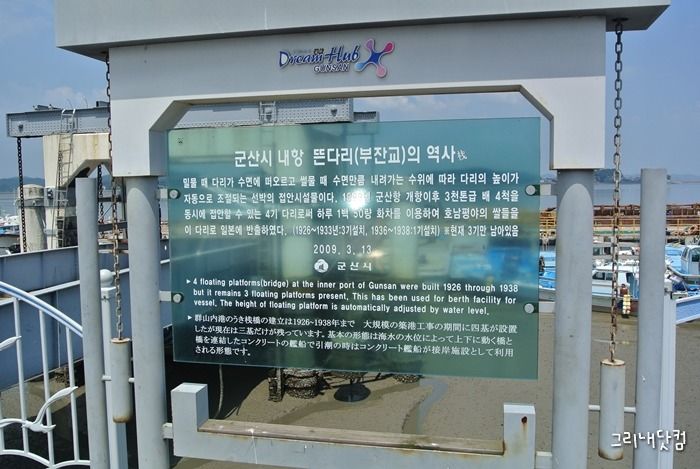 Dream Hub
GUNSAN
군산시 내항 뜬다리(부잔교)의 역사
밀물 때 다리가 수면에 떠오르고 썰물 때 수면만큼 내려가는 수위에 따라 다리의 높이가
자동으로 조절되는 선박의 접안시설물이다. 군산항 개항이후 3천톤급 배 4척을
동시에 접안할 수 있는 4기 다리로써 하루 1백 50량 화차를 이용하여 호남평야의 쌀들을
이 다리로 일본에 반출하였다. (1926~1933년:3기설치, 1936~1938:1기설치) ※현재 3기만 남아있음
2009. 3. 13
군산시
► 4 floating platforms(bridge) at the inner port of Gunsan were built 1926 through 1938
but it remains 3 floating platforms present. This has been used for berth facility for
vessel. The height of floating platform is automatically adjusted by water level.
► 群山内港のうき桟橋の建立は1926~1938年まで 大規模の築港工事の期間に四基が設置
したが現在は三基だけが残っています。基本の形態は海水の水位によって上下に動く橋と
橋を連結したコンクリートの艦船で引潮の時はコンクリート艦船が接岸施設として利用
される形態です。
그리내닷컴